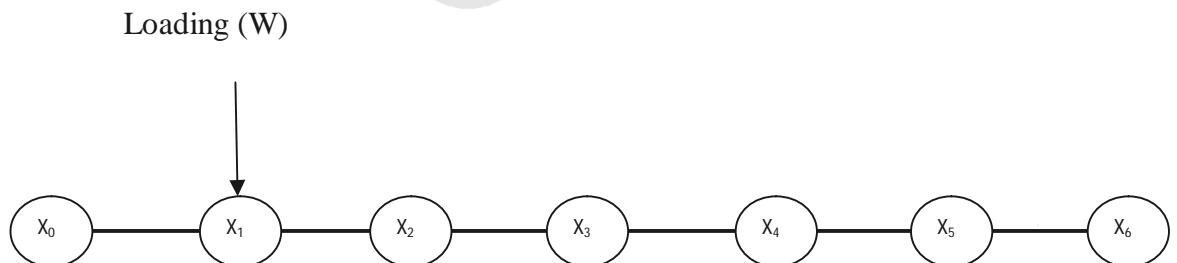 Loading (W)
X₀ X₁ X₂ X₃ X₄ X₅ X₆